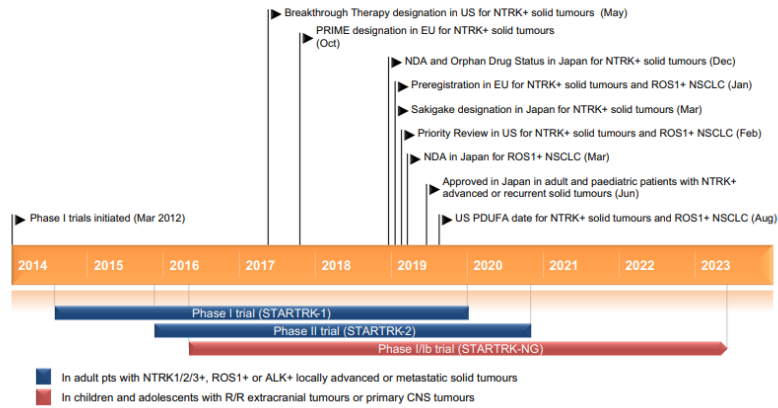 Breakthrough Therapy designation in US for NTRK+ solid tumours (May)
PRIME designation in EU for NTRK+ solid tumours
(Oct)
NDA and Orphan Drug Status in Japan for NTRK+ solid tumours (Dec)
Preregistration in EU for NTRK+ solid tumours and ROS1+ NSCLC (Jan)
Sakigake designation in Japan for NTRK+ solid tumours (Mar)
Priority Review in US for NTRK+ solid tumours and ROS1+ NSCLC (Feb)
NDA in Japan for ROS1+ NSCLC (Mar)
Approved in Japan in adult and paediatric patients with NTRK+
advanced or recurrent solid tumours (Jun)
Phase I trials initiated (Mar 2012)
US PDUFA date for NTRK+ solid tumours and ROS1+ NSCLC (Aug)
2014 2015 2016 2017 2018 2019 2020 2021 2022 2023
Phase I trial (STARTRK-1)
Phase II trial (STARTRK-2)
Phase I/Ib trial (STARTRK-NG)
In adult pts with NTRK1/2/3+, ROS1+ or ALK+ locally advanced or metastatic solid tumours
In children and adolescents with R/R extracranial tumours or primary CNS tumours